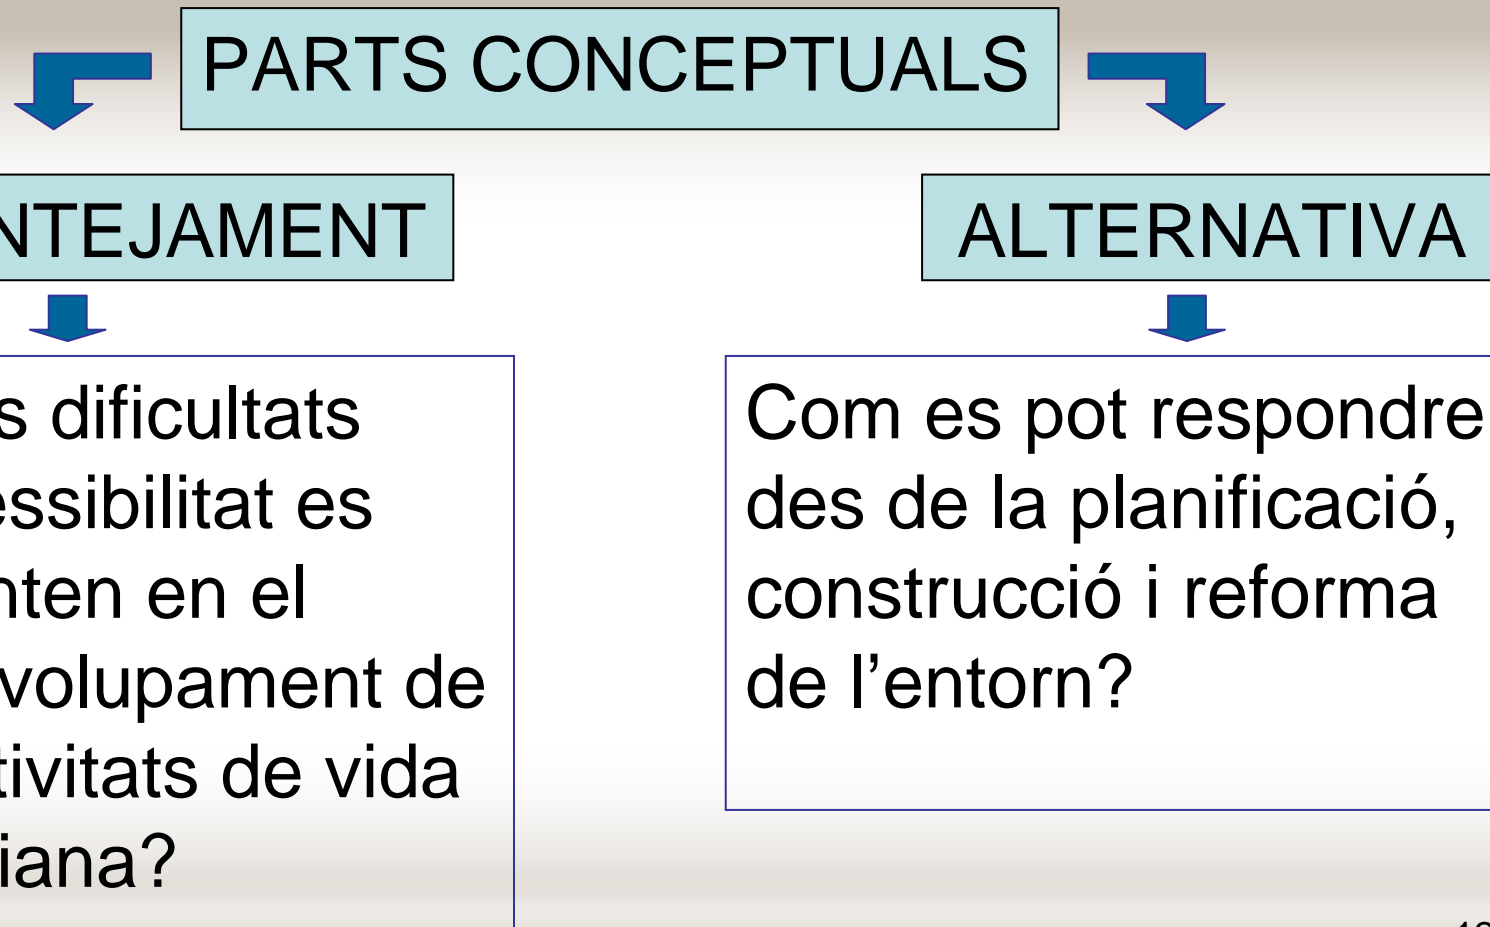 PARTS CONCEPTUALS
NTEJAMENT
ALTERNATIVA
s dificultats
essibilitat es
nten en el
volupament de
tivitats de vida
iana?
Com es pot respondre
des de la planificació,
construcció i reforma
de l’entorn?